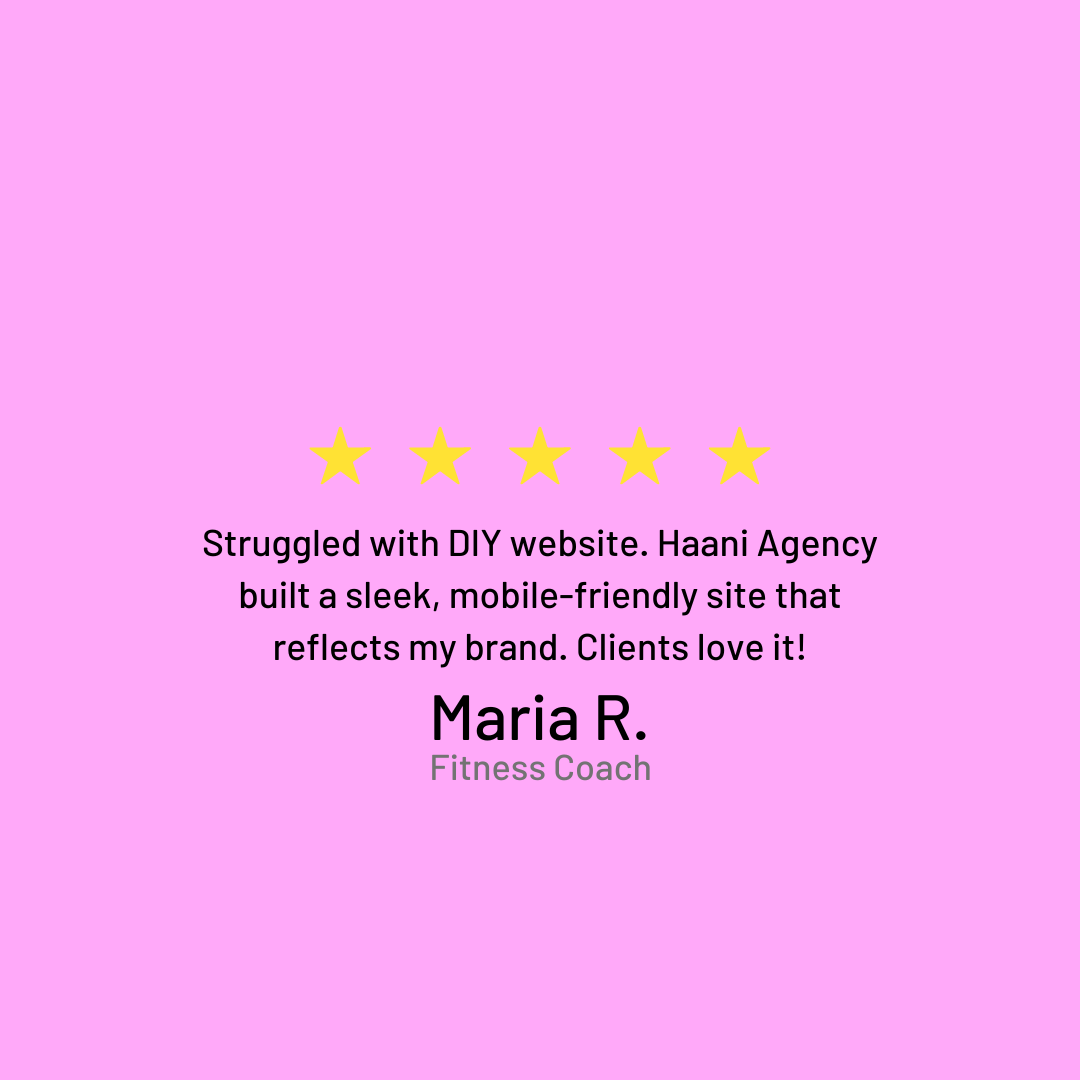 Struggled with DIY website. Haani Agency
built a sleek, mobile-friendly site that
reflects my brand. Clients love it!
Maria R.
Fitness Coach